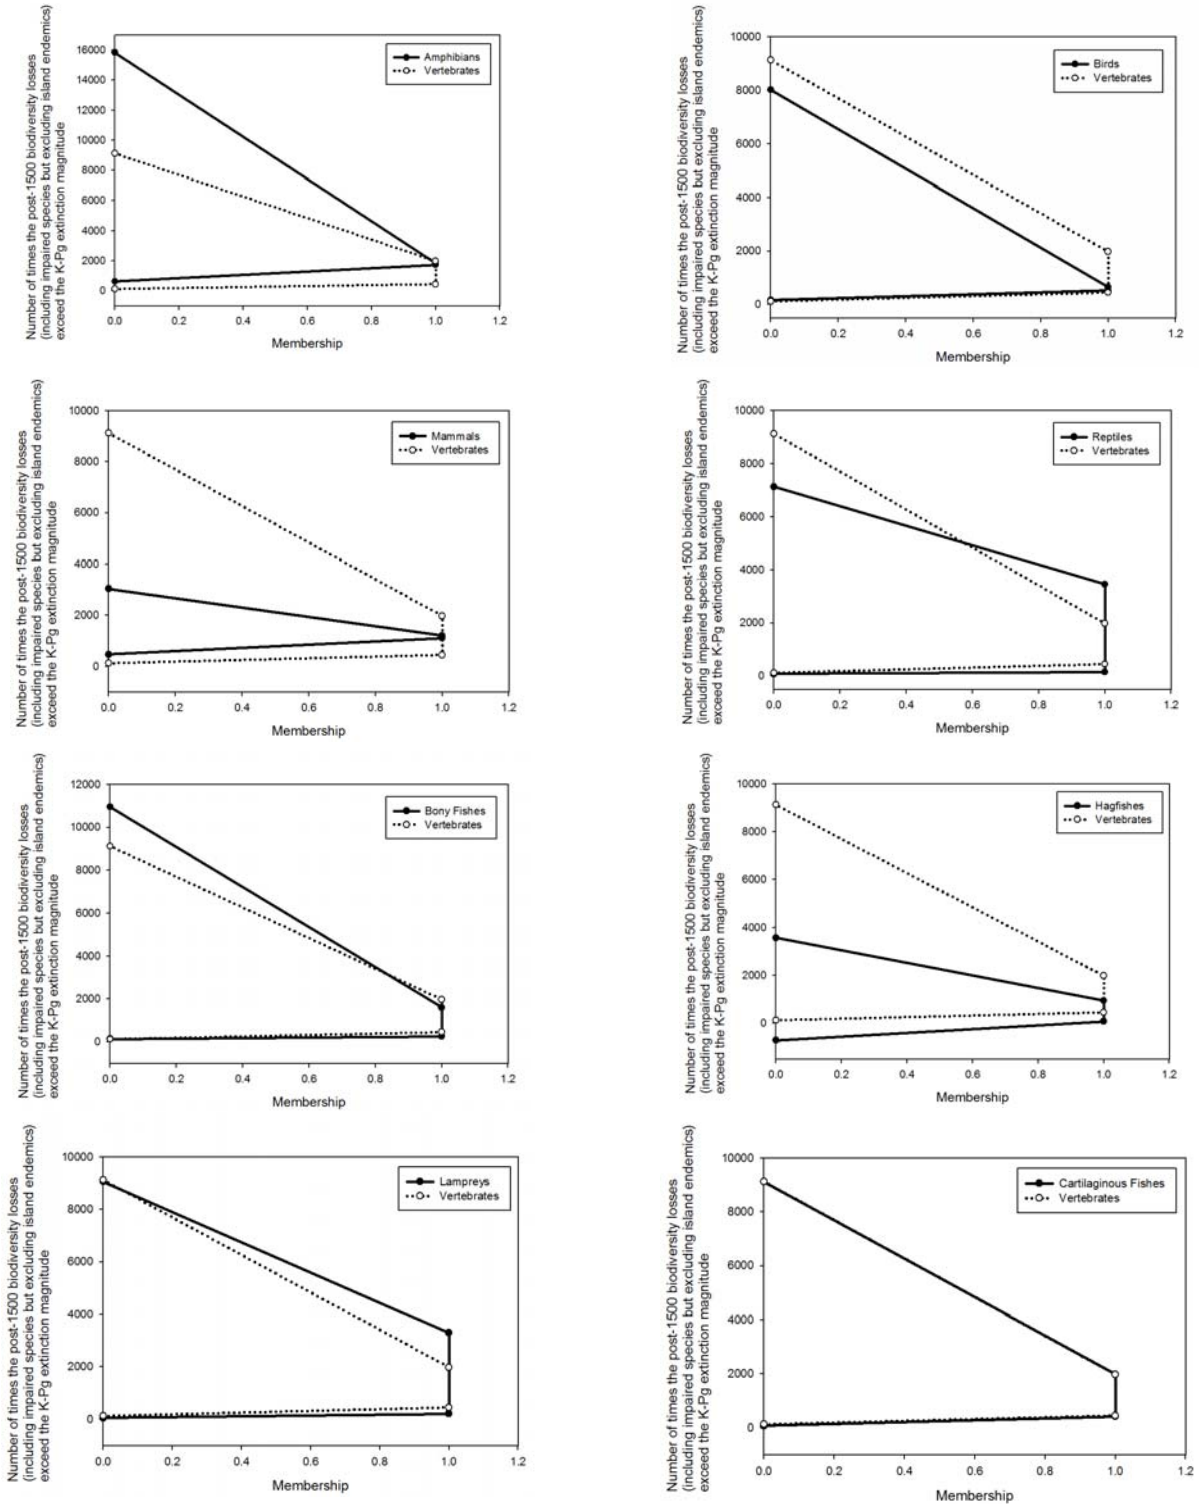 Number of times the post-1500 biodiversity losses
(including impaired species but excluding island endemics)
exceed the K-Pg extinction magnitude
16000
14000
12000
10000
8000
6000
4000
2000
0
0.0 0.2 0.4 0.6 0.8 1.0 1.2
Membership
Amphibians
Vertebrates
Number of times the post-1500 biodiversity losses
(including impaired species but excluding island endemics)
exceed the K-Pg extinction magnitude
10000
8000
6000
4000
2000
0
0.0 0.2 0.4 0.6 0.8 1.0 1.2
Membership
Birds
Vertebrates
Number of times the post-1500 biodiversity losses
(including impaired species but excluding island endemics)
exceed the K-Pg extinction magnitude
10000
8000
6000
4000
2000
0
0.0 0.2 0.4 0.6 0.8 1.0 1.2
Membership
Mammals
Vertebrates
Number of times the post-1500 biodiversity losses
(including impaired species but excluding island endemics)
exceed the K-Pg extinction magnitude
10000
8000
6000
4000
2000
0
0.0 0.2 0.4 0.6 0.8 1.0 1.2
Membership
Reptiles
Vertebrates
Number of times the post-1500 biodiversity losses
(including impaired species but excluding island endemics)
exceed the K-Pg extinction magnitude
12000
10000
8000
6000
4000
2000
0
0.0 0.2 0.4 0.6 0.8 1.0 1.2
Membership
Bony Fishes
Vertebrates
Number of times the post-1500 biodiversity losses
(including impaired species but excluding island endemics)
exceed the K-Pg extinction magnitude
10000
8000
6000
4000
2000
0
0.0 0.2 0.4 0.6 0.8 1.0 1.2
Membership
Hagfishes
Vertebrates
Number of times the post-1500 biodiversity losses
(including impaired species but excluding island endemics)
exceed the K-Pg extinction magnitude
10000
8000
6000
4000
2000
0
0.0 0.2 0.4 0.6 0.8 1.0 1.2
Membership
Lampreys
Vertebrates
Number of times the post-1500 biodiversity losses
(including impaired species but excluding island endemics)
exceed the K-Pg extinction magnitude
10000
8000
6000
4000
2000
0
0.0 0.2 0.4 0.6 0.8 1.0 1.2
Membership
Cartilaginous Fishes
Vertebrates